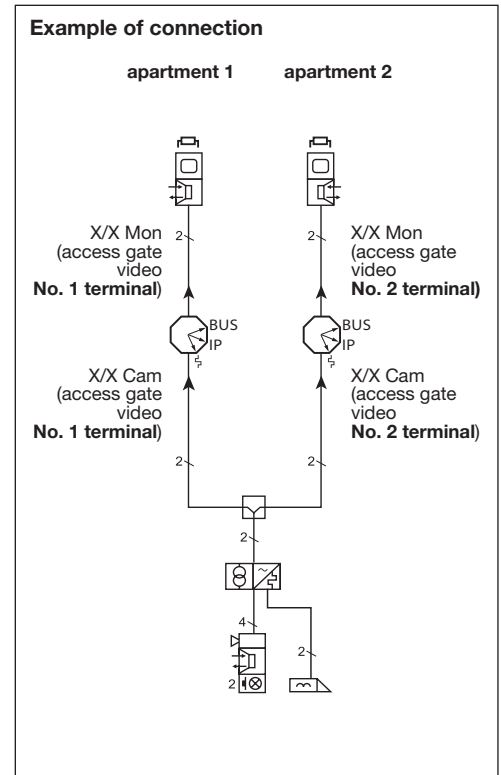 Example of connection
apartment 1
apartment 2
X/X Mon
(access gate
video
No. 1 terminal)
X/X Mon
(access gate
video
No. 2 terminal)
2
2
BUS
IP
BUS
IP
X/X Cam
(access gate
video
No. 1 terminal)
X/X Cam
(access gate
video
No. 2 terminal)
2
2
2
4
2
2